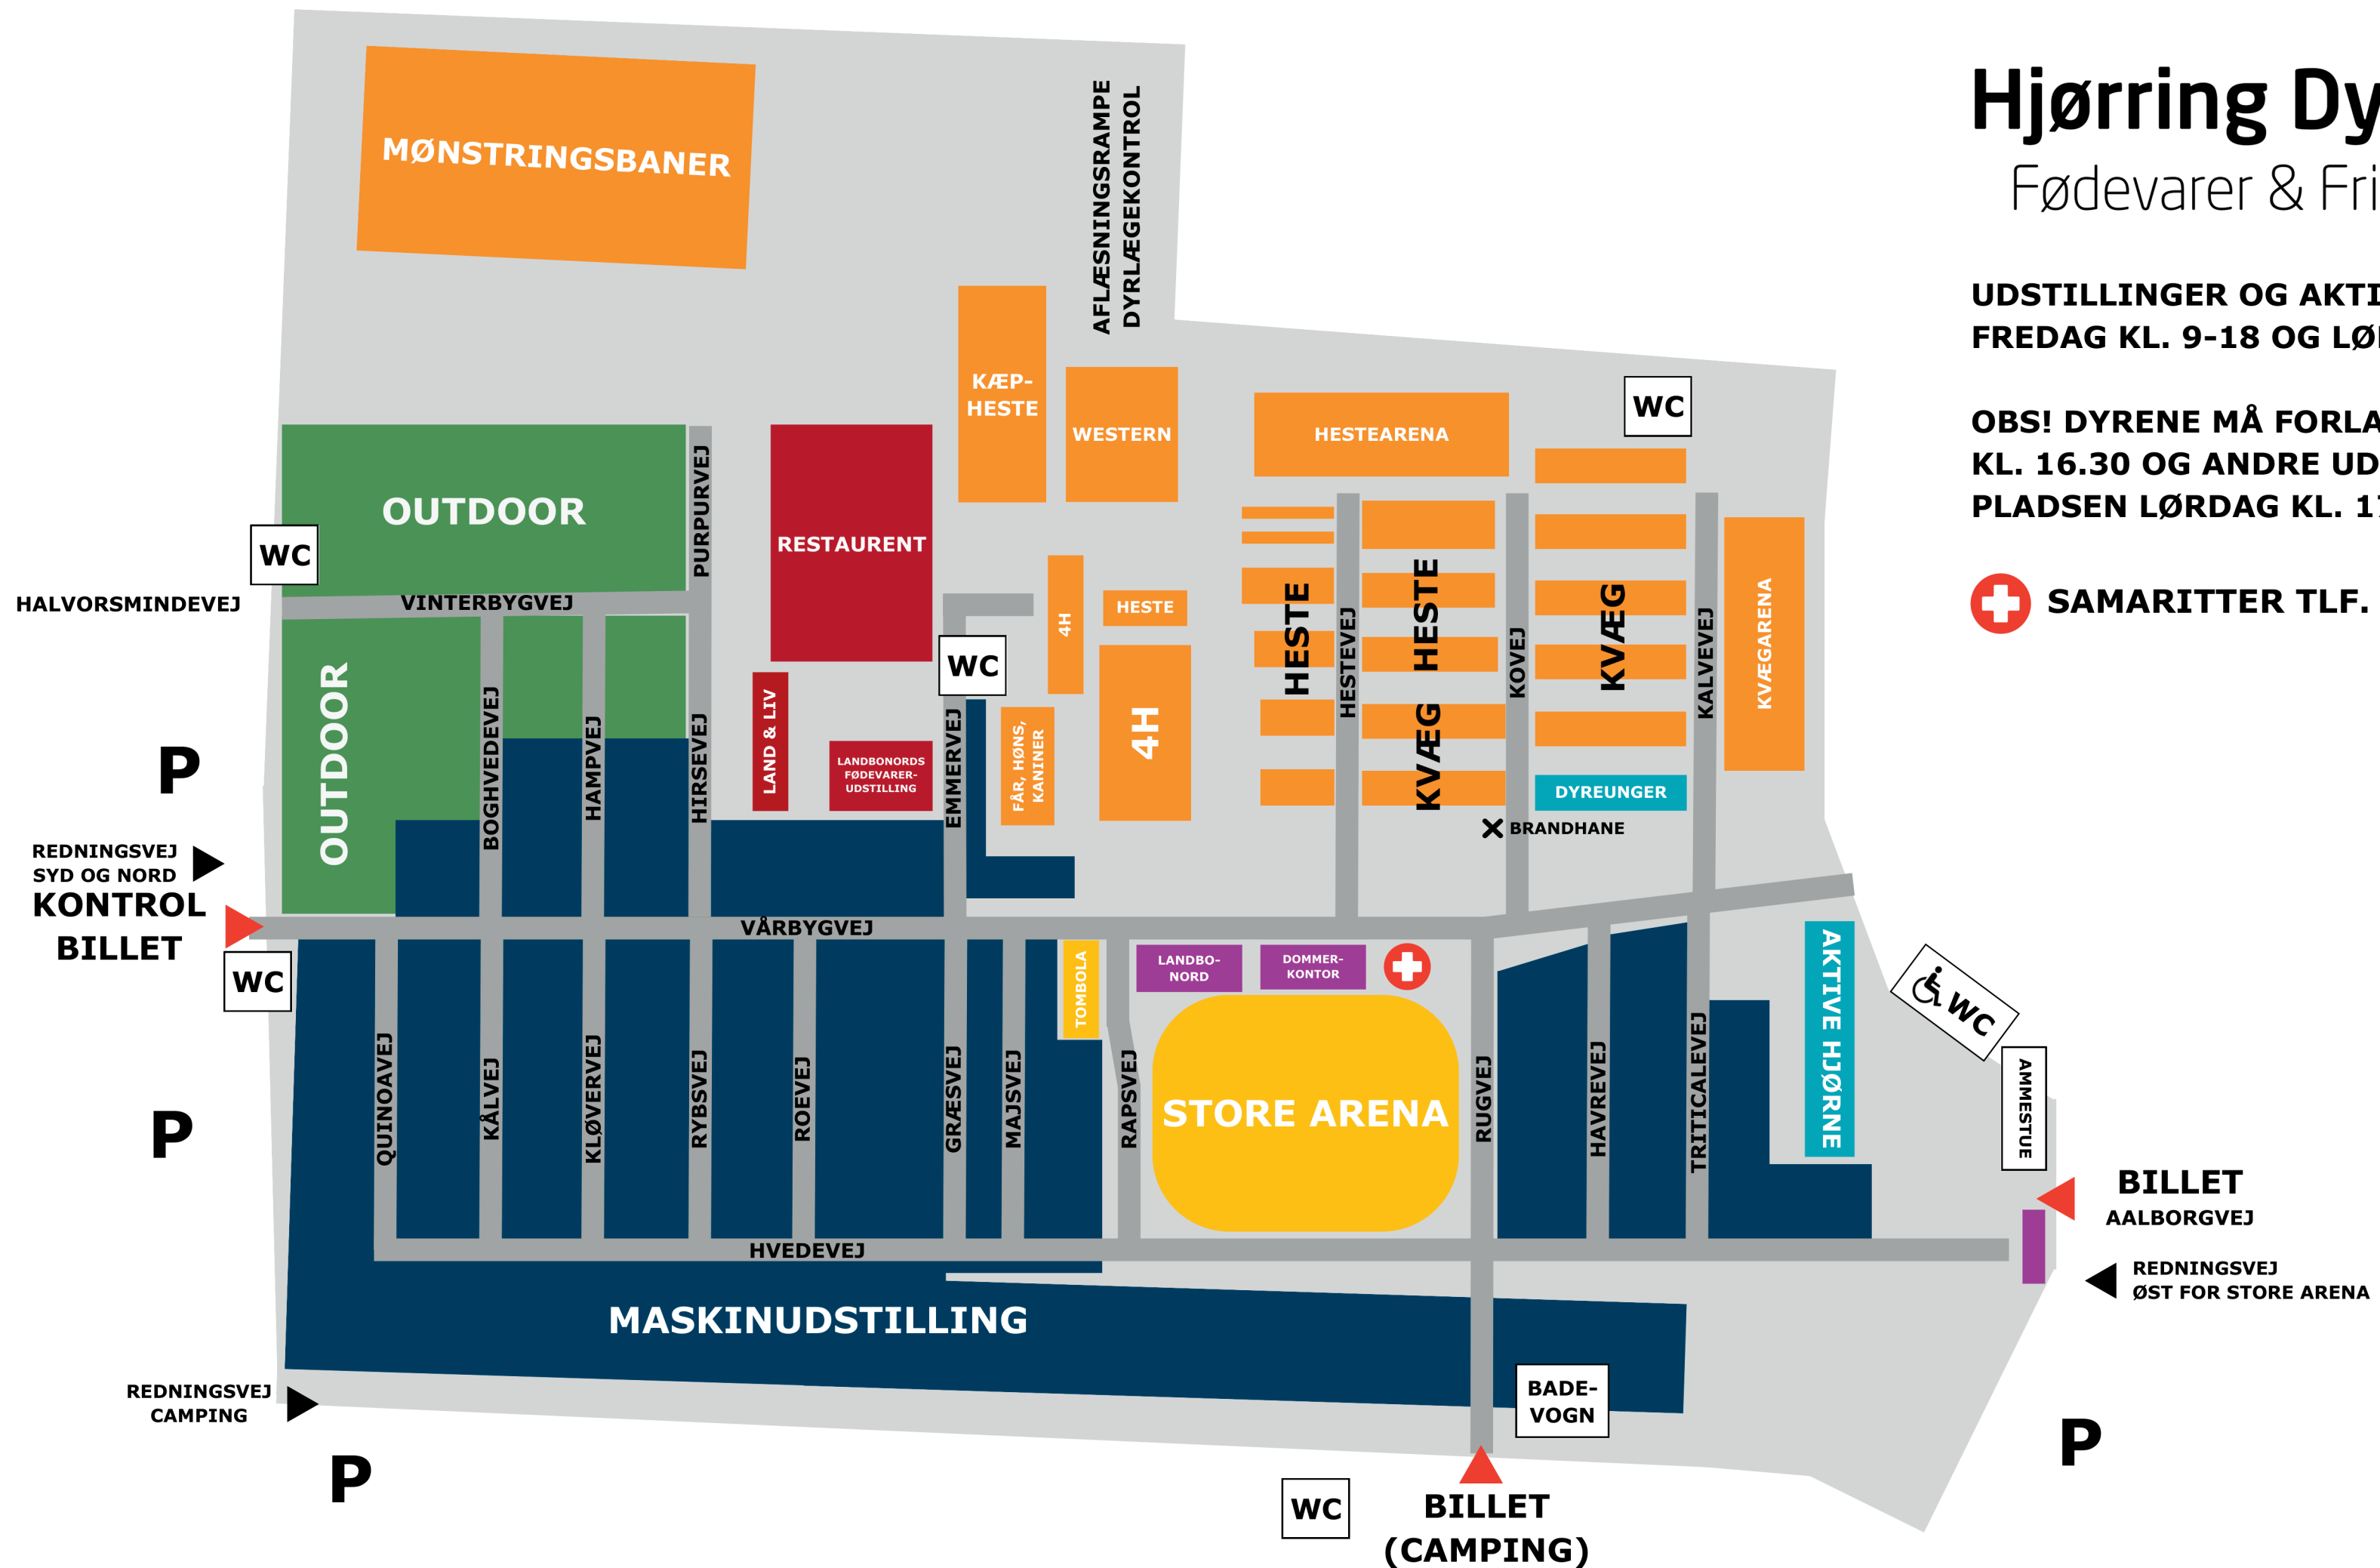 Hjørring Dy
Fødevarer & Fri
UDSTILLINGER OG AKTI
FREDAG KL. 9-18 OG LØ
OBS! DYRENE MÅ FORLA
KL. 16.30 OG ANDRE UD
PLADSEN LØRDAG KL. 17
SAMARITTER TLF.
MØNSTRINGSBANER
AFLÆSNINGSRAMPE
DYRLÆGEKONTROL
KÆP-
HESTE
WESTERN
HESTEARENA
WC
OUTDOOR
PURPURVEJ
RESTAURENT
WC
HALVORSMINDEVEJ
VINTERBYGVEJ
4H
HESTE
HESTE
HESTEVEJ
HESTE
KOVEJ
KVÆG
KALVEVEJ
KVÆGARENA
WC
OUTDOOR
BOGHVEDEVEJ
HAMPVEJ
HIRSEVEJ
LAND & LIV
LANDBONORDS
FØDEVARER-
UDSTILLING
EMMERVEJ
FÅR, HØNS,
KANINER
4H
KVÆG
DYREUNGER
BRANDHANE
P
REDNINGSVEJ
SYD OG NORD
KONTROL
BILLET
WC
VÅRBYGVEJ
TOMBOLA
LANDBO-
NORD
DOMMER-
KONTOR
AKTIVE HJØRNE
WC
AMMESTUE
P
QUINOAVEJ
KÅLVEJ
KLØVERVEJ
RYBSVEJ
ROEVEJ
GRÆSVEJ
MAJSVEJ
RAPSVEJ
STORE ARENA
RUGVEJ
HAVREVEJ
TRITICALEVEJ
BILLET
AALBORGVEJ
HVEDEVEJ
REDNINGSVEJ
ØST FOR STORE ARENA
MASKINUDSTILLING
REDNINGSVEJ
CAMPING
BADE-
VOGN
P
P
WC
BILLET
(CAMPING)